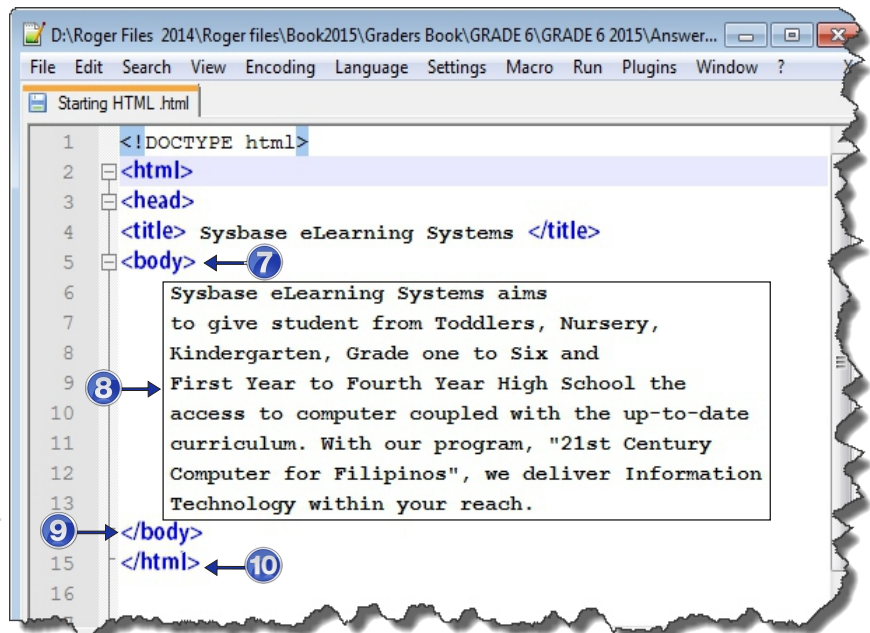 D:\Roger Files 2014\Roger files\Book2015\Graders Book\GRADE 6\GRADE 6 2015\Answer...
File Edit Search View Encoding Language Settings Macro Run Plugins Window ? X
Starting HTML .html
1 <!DOCTYPE html>
2 <html>
3 <head>
4 <title> Sysbase eLearning Systems </title>
5 <body> 7
6 Sysbase eLearning Systems aims
7 to give student from Toddlers, Nursery,
8 Kindergarten, Grade one to Six and
9 8 First Year to Fourth Year High School the
10 access to computer coupled with the up-to-date
11 curriculum. With our program, "21st Century
12 Computer for Filipinos", we deliver Information
13 Technology within your reach.
9 </body>
15 </html> 10
16